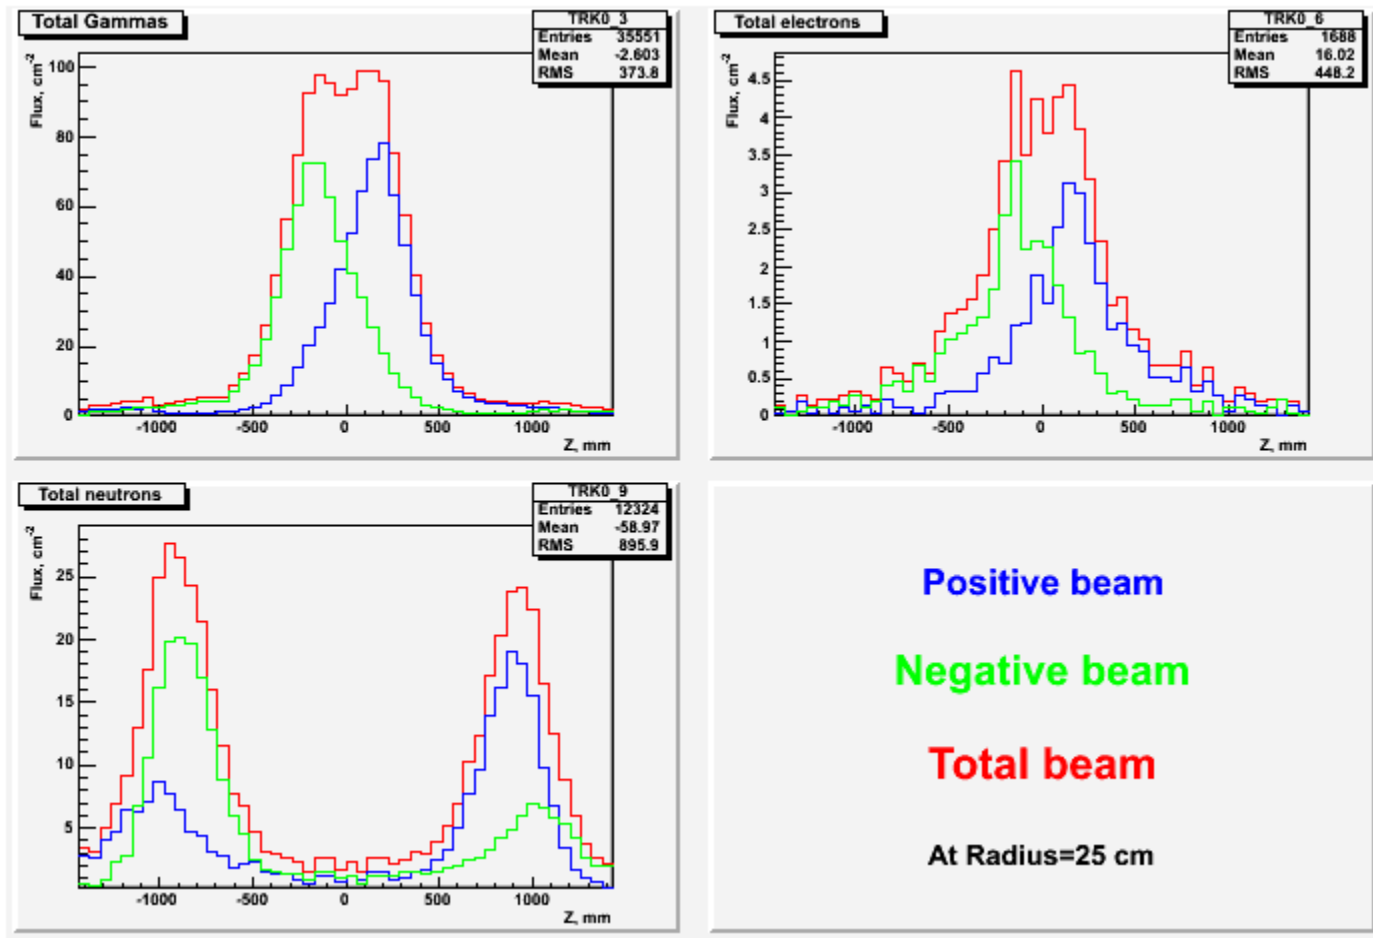 Total Gammas
TRK0_3
Entries 35551
Mean -2.603
RMS 373.8
Flux, cm-2
100
80
60
40
20
0
-1000 -500 0 500 1000
Z, mm
Total electrons
TRK0_6
Entries 1688
Mean 16.02
RMS 448.2
Flux, cm-2
4.5
4
3.5
3
2.5
2
1.5
1
0.5
0
-1000 -500 0 500 1000
Z, mm
Total neutrons
TRK0_9
Entries 12324
Mean -58.97
RMS 895.9
Flux, cm-2
25
20
15
10
5
-1000 -500 0 500 1000
Z, mm
Positive beam
Negative beam
Total beam
At Radius=25 cm